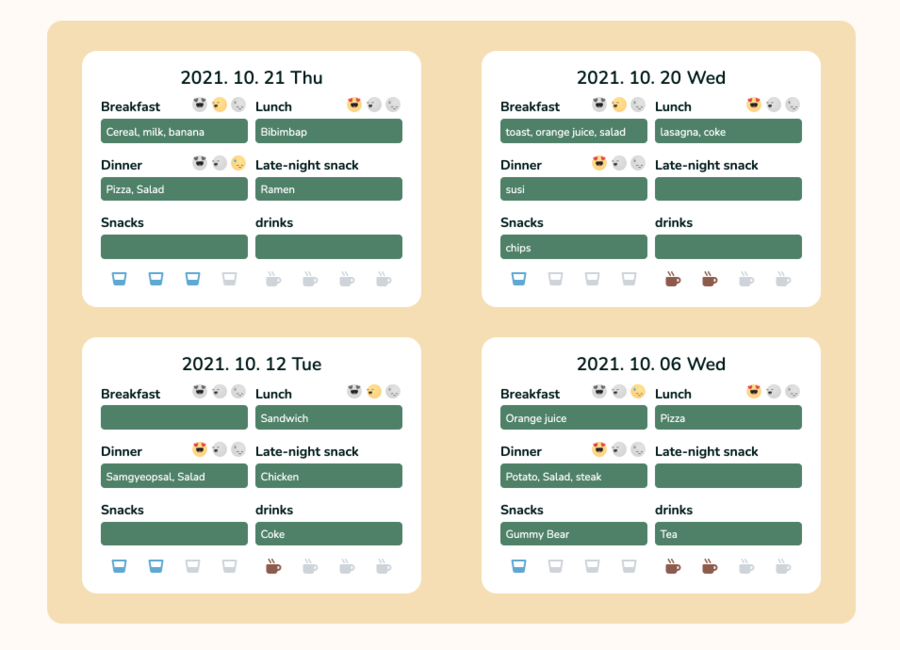 2021. 10. 21 Thu
Breakfast
Lunch
Cereal, milk, banana
Bibimbap
Dinner
Late-night snack
Pizza, Salad
Ramen
Snacks
drinks
2021. 10. 20 Wed
Breakfast
Lunch
toast, orange juice, salad
lasagna, coke
Dinner
Late-night snack
susi
Snacks
drinks
chips
2021. 10. 12 Tue
Breakfast
Lunch
Sandwich
Dinner
Late-night snack
Samgyeopsal, Salad
Chicken
Snacks
drinks
Coke
2021. 10. 06 Wed
Breakfast
Lunch
Orange juice
Pizza
Dinner
Late-night snack
Potato, Salad, steak
Snacks
drinks
Gummy Bear
Tea